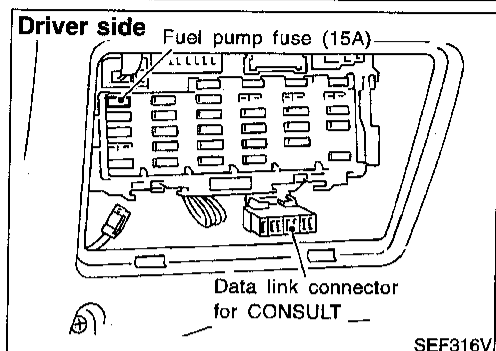 Driver side
Fuel pump fuse (15A)
Data link connector
for CONSULT
SEF316V